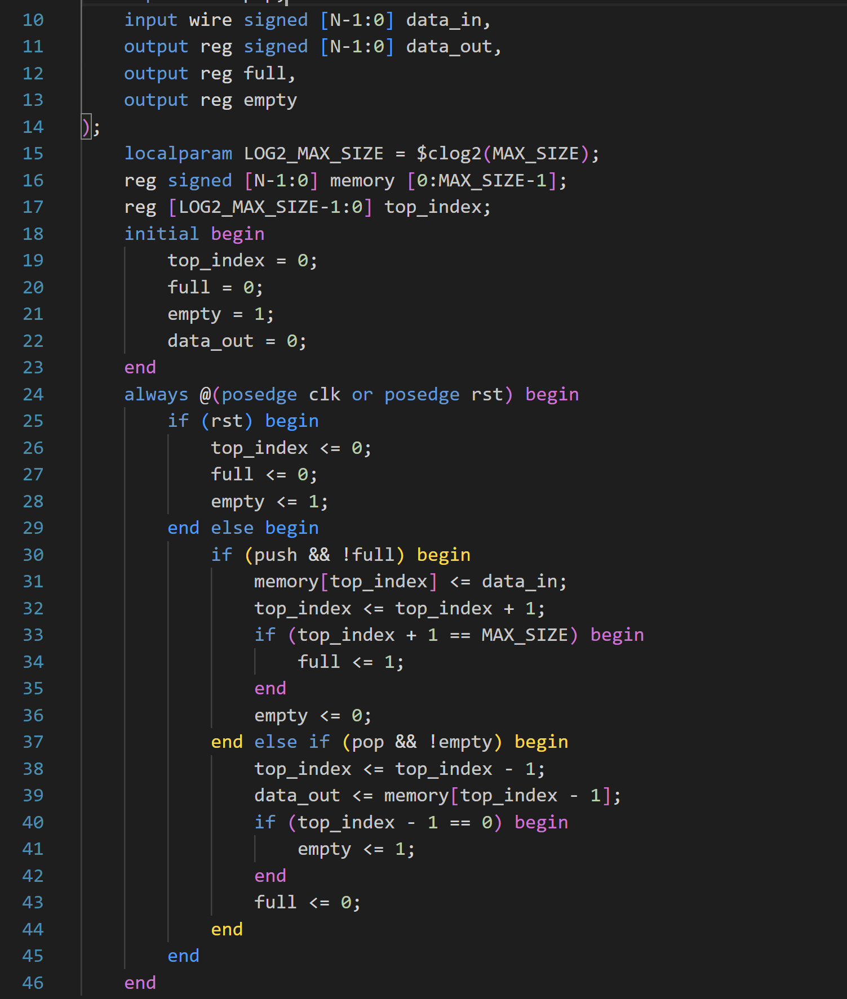 10 input wire signed [N-1:0] data_in,
11 output reg signed [N-1:0] data_out,
12 output reg full,
13 output reg empty
14 );
15 localparam LOG2_MAX_SIZE = $clog2(MAX_SIZE);
16 reg signed [N-1:0] memory [0:MAX_SIZE-1];
17 reg [LOG2_MAX_SIZE-1:0] top_index;
18 initial begin
19 top_index = 0;
20 full = 0;
21 empty = 1;
22 data_out = 0;
23 end
24 always @(posedge clk or posedge rst) begin
25 if (rst) begin
26 top_index <= 0;
27 full <= 0;
28 empty <= 1;
29 end else begin
30 if (push && !full) begin
31 memory[top_index] <= data_in;
32 top_index <= top_index + 1;
33 if (top_index + 1 == MAX_SIZE) begin
34 full <= 1;
35 end
36 empty <= 0;
37 end else if (pop && !empty) begin
38 top_index <= top_index - 1;
39 data_out <= memory[top_index - 1];
40 if (top_index - 1 == 0) begin
41 empty <= 1;
42 end
43 full <= 0;
44 end
45 end
46 end